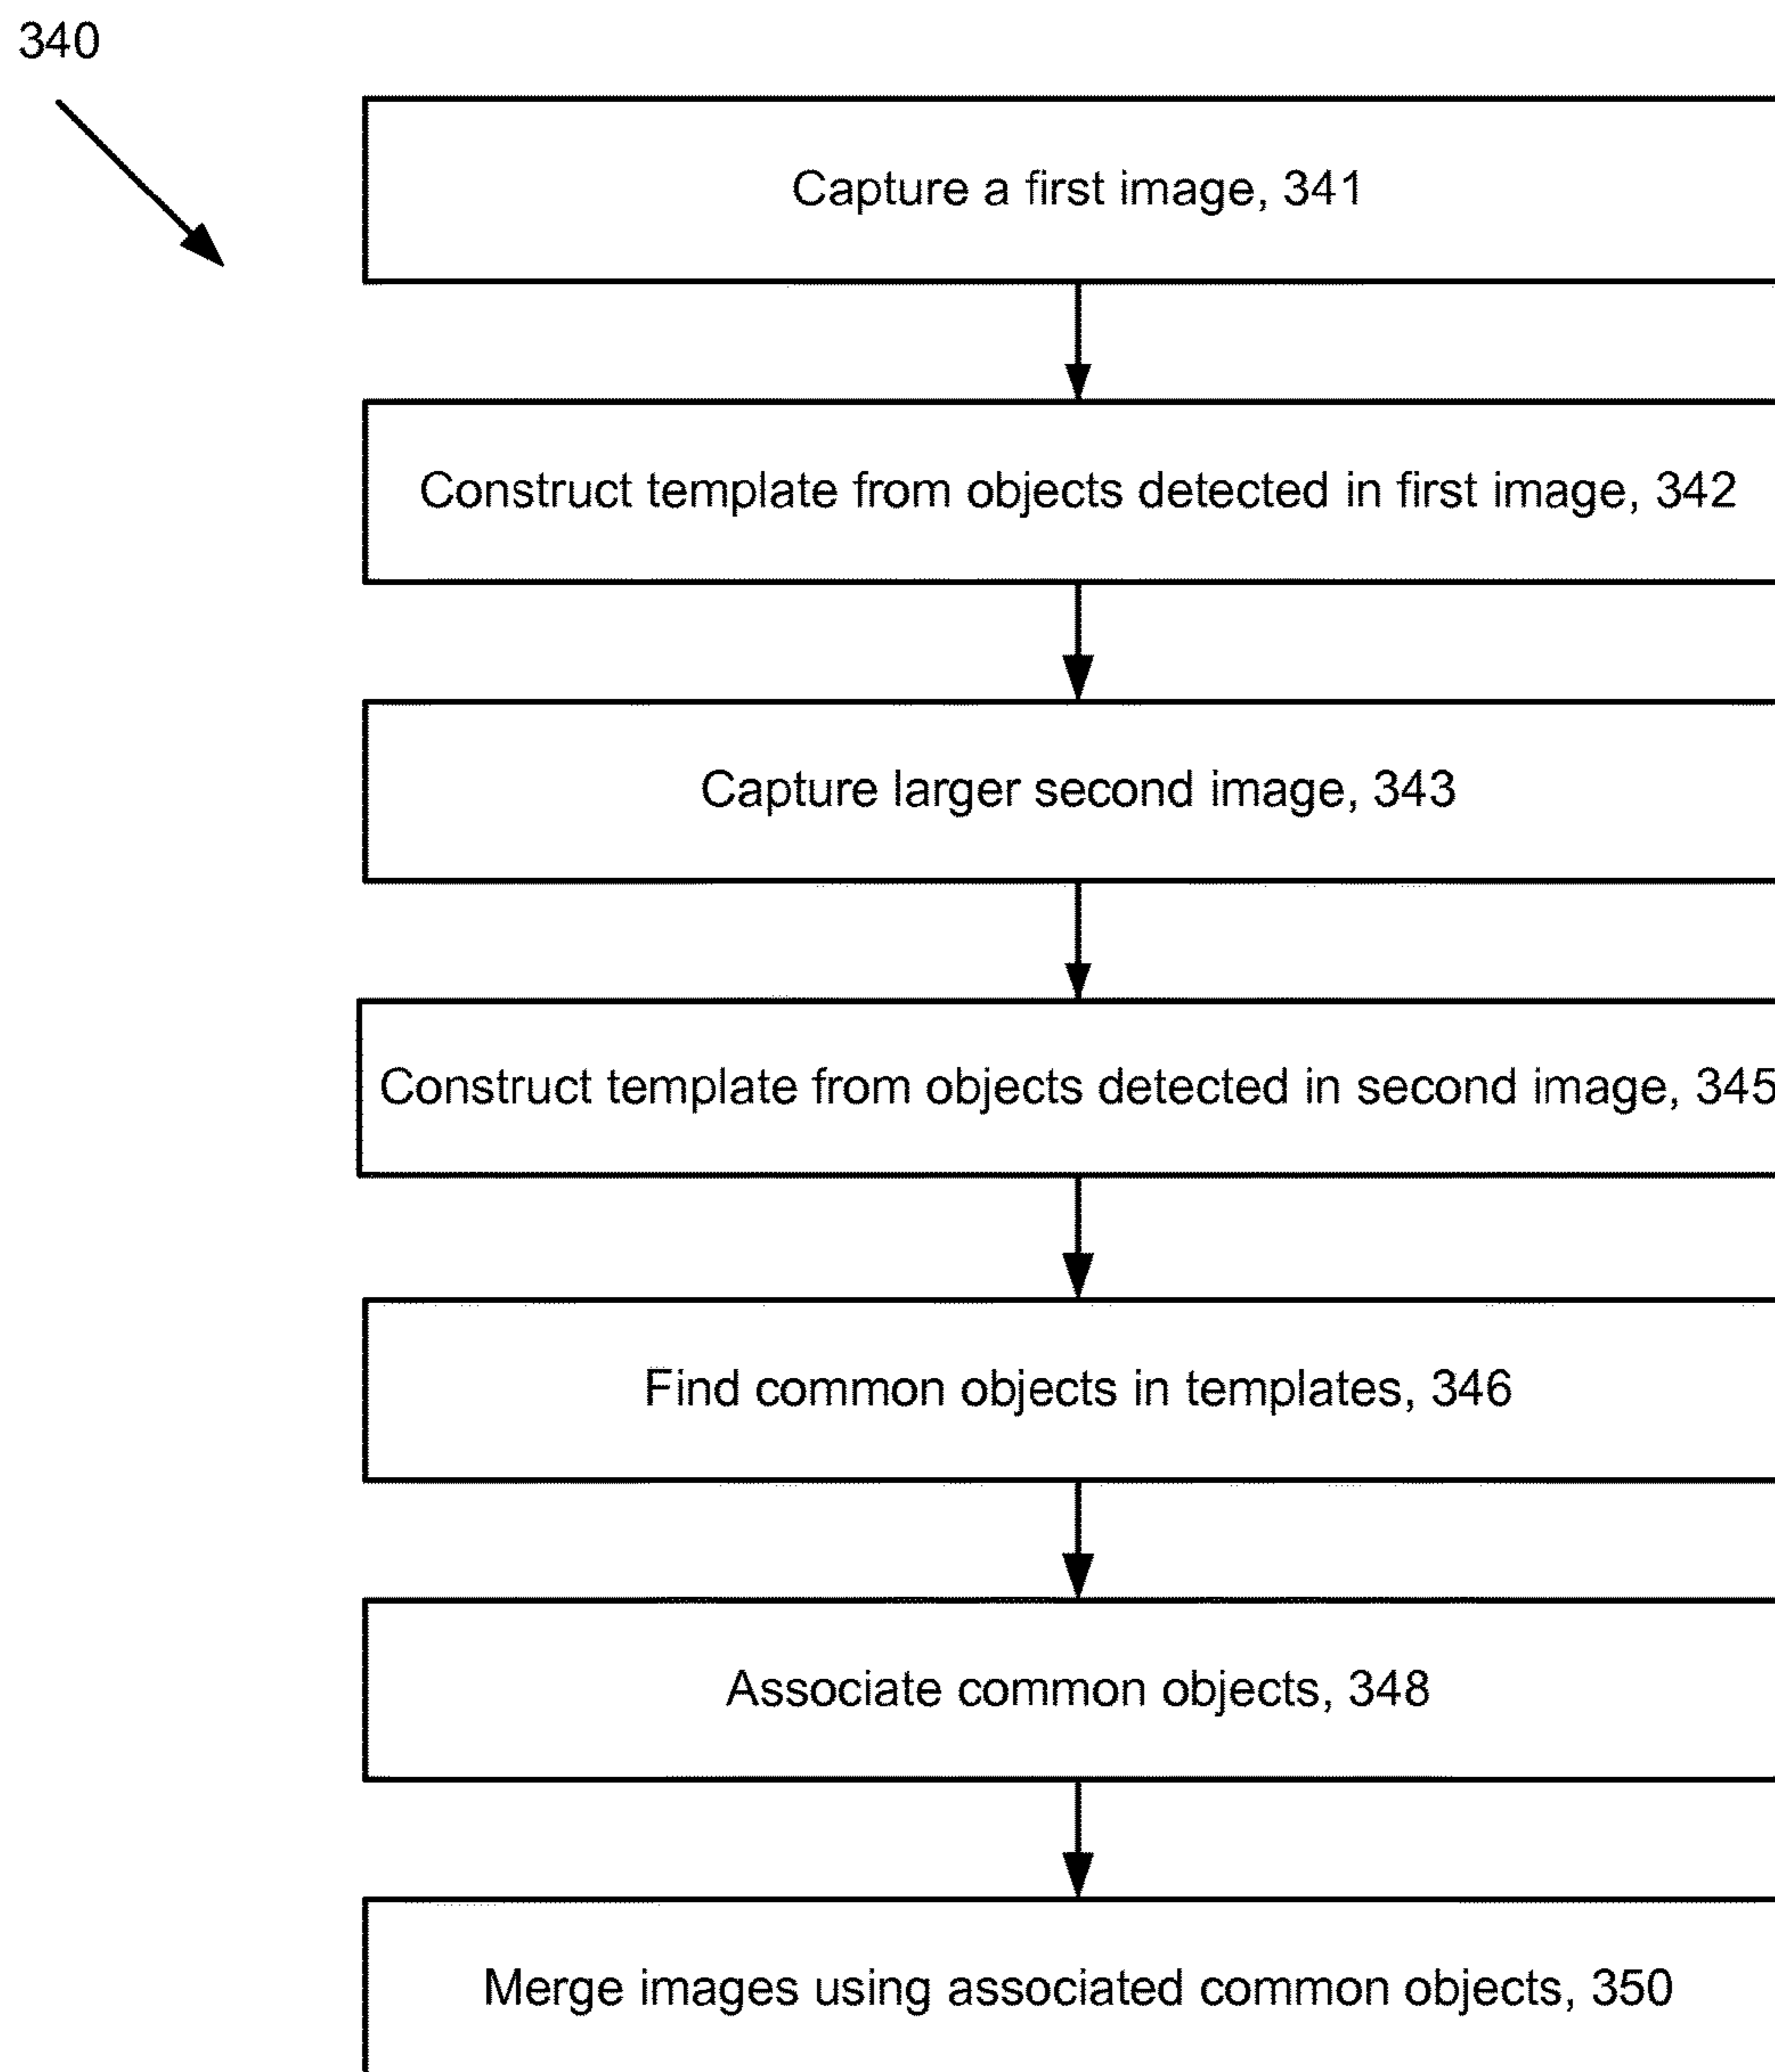 340
Capture a first image, 341
Construct template from objects detected in first image, 342
Capture larger second image, 343
Construct template from objects detected in second image, 345
Find common objects in templates, 346
Associate common objects, 348
Merge images using associated common objects, 350